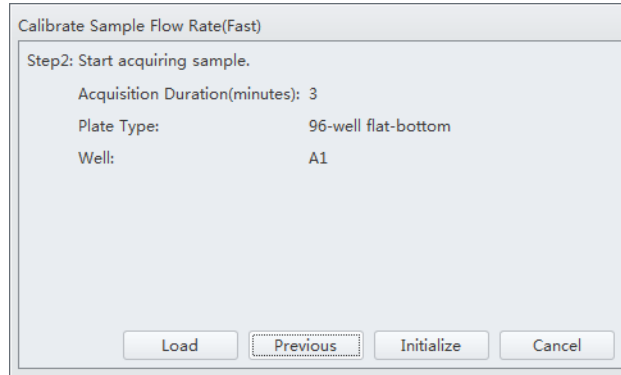 Calibrate Sample Flow Rate(Fast)
Step2: Start acquiring sample.
Acquisition Duration(minutes): 3
Plate Type: 96-well flat-bottom
Well: A1
Load Previous Initialize Cancel